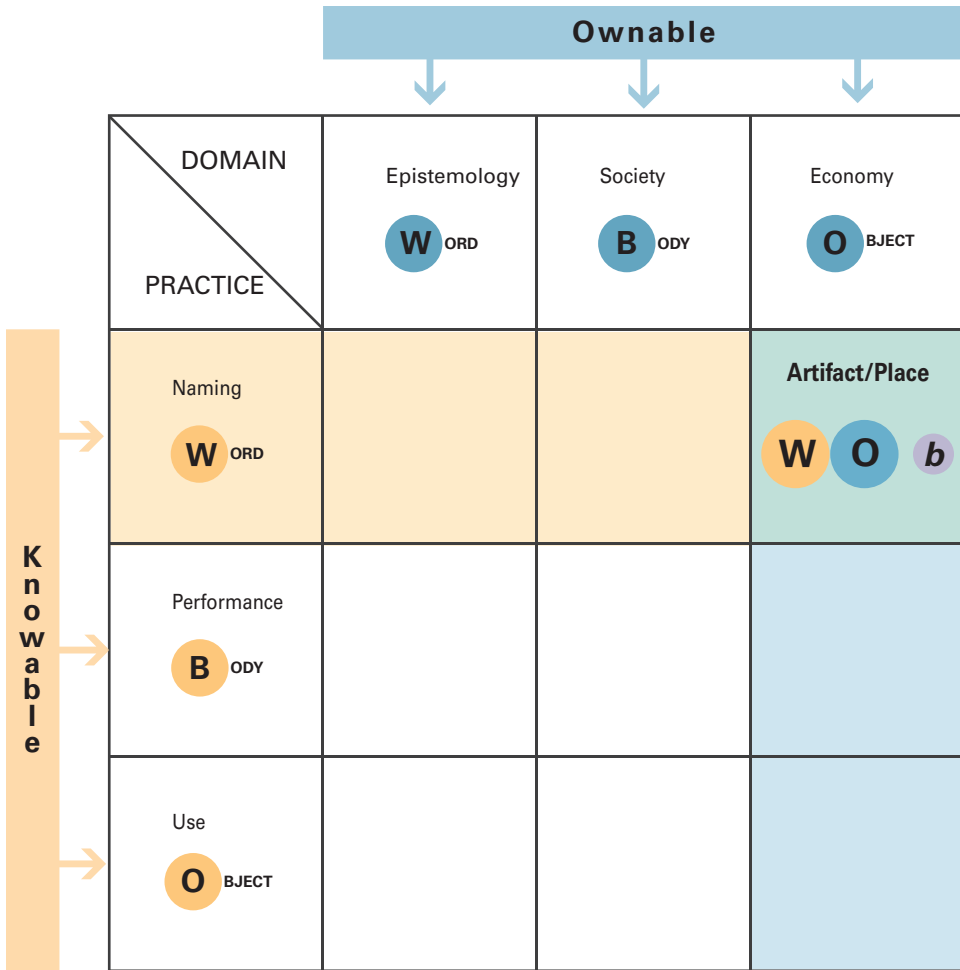 Ownable
DOMAIN
PRACTICE
Epistemology
WORD
Society
BODY
Economy
OBJECT
Knowable
Naming
WORD
Artifact/Place
W O b
Performance
BODY
Use
OBJECT